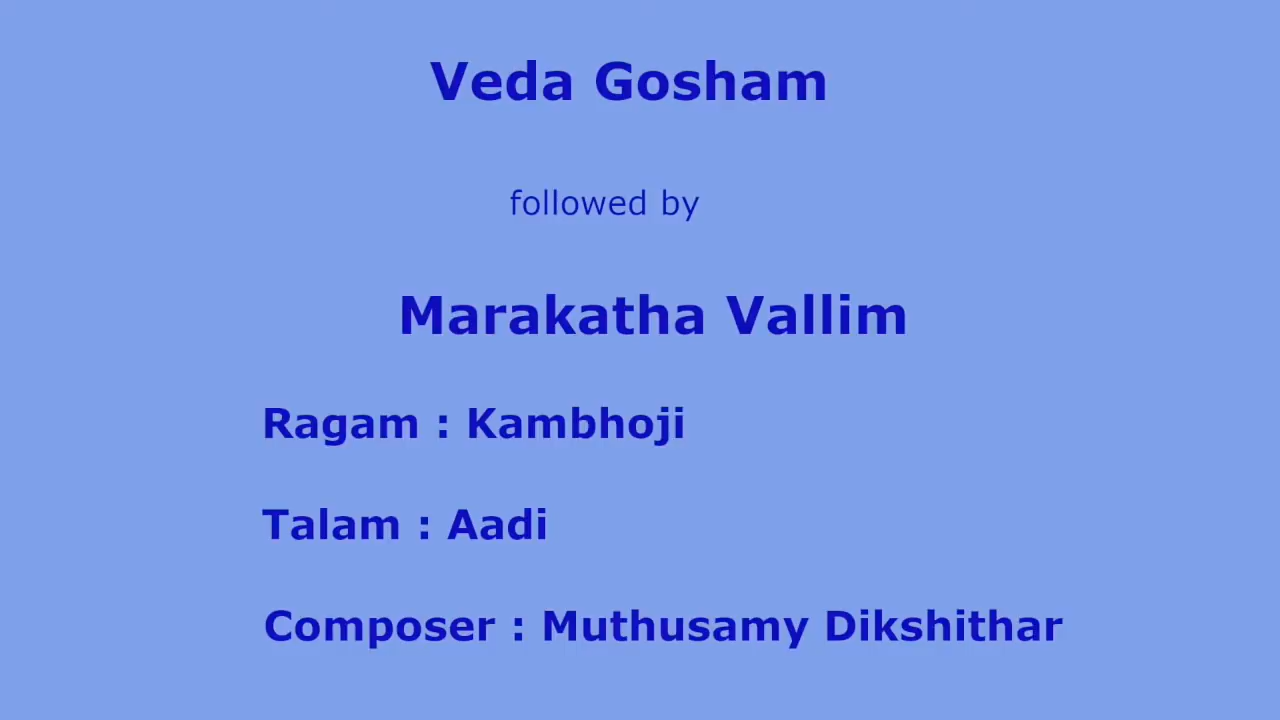 Veda Gosham
followed by
Marakatha Vallim
Ragam : Kambhoji
Talam : Aadi
Composer : Muthusamy Dikshithar